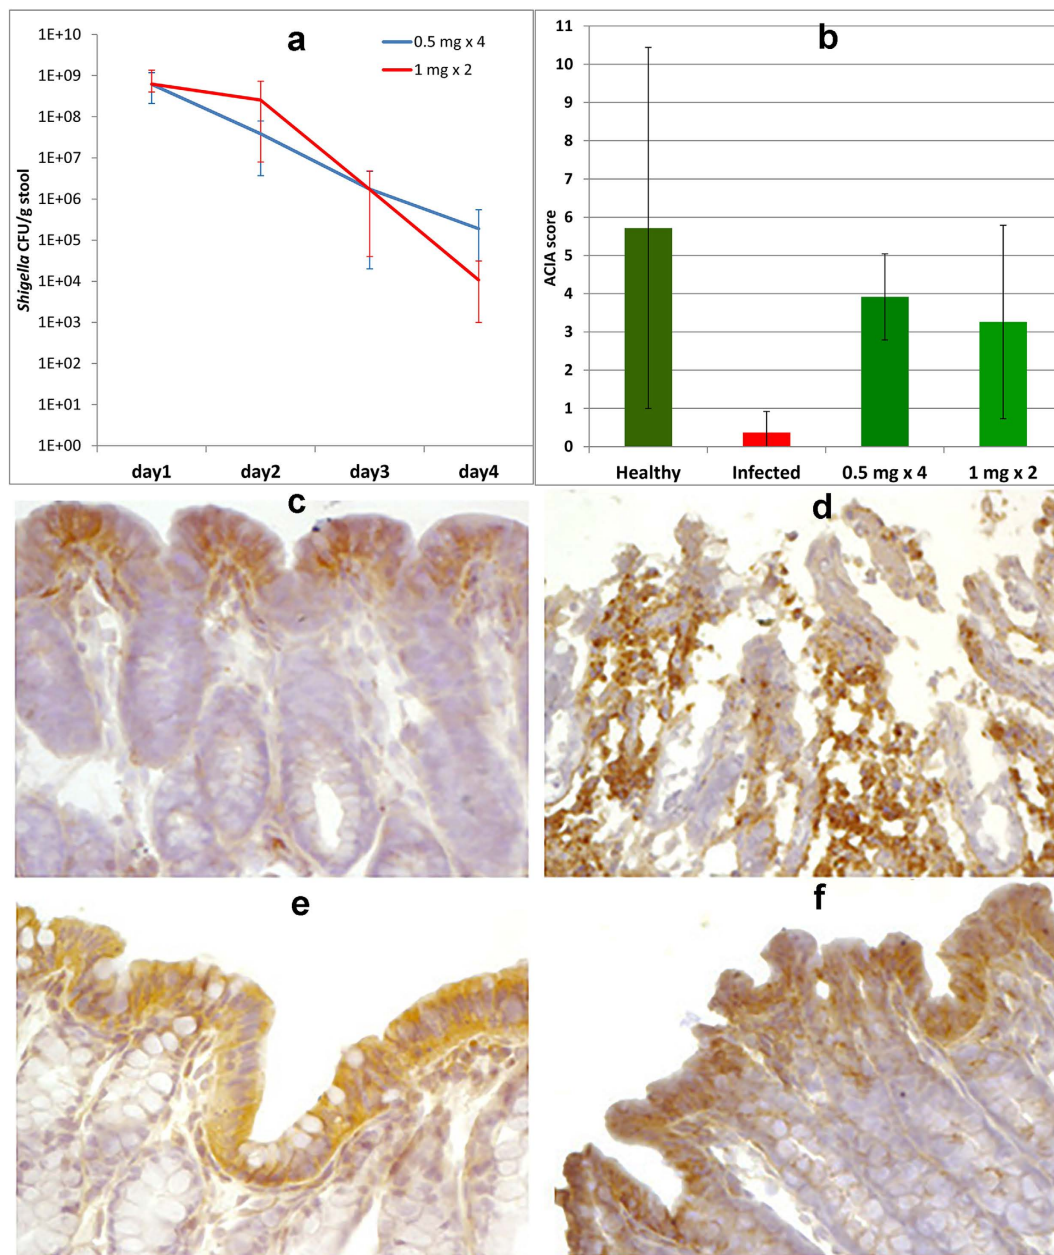 a
0.5 mg x 4
1 mg x 2
Shigella CFU/g stool
1E+10
1E+09
1E+08
1E+07
1E+06
1E+05
1E+04
1E+03
1E+02
1E+01
1E+00
day1 day2 day3 day4
b
ACIA score
11
10
9
8
7
6
5
4
3
2
1
0
Healthy Infected 0.5 mg x 4 1 mg x 2
c
d
e
f